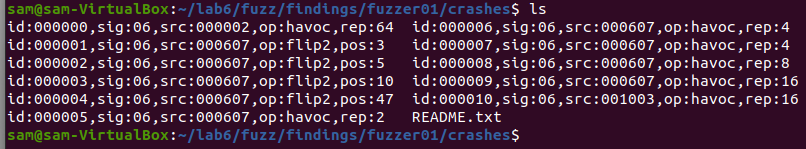 sam@sam-VirtualBox:~/lab6/fuzz/findings/fuzzer01/crashes$ ls
id:000000,sig:06,src:000002,op:havoc,rep:64  id:000006,sig:06,src:000607,op:havoc,rep:4
id:000001,sig:06,src:000607,op:flip2,pos:3   id:000007,sig:06,src:000607,op:havoc,rep:4
id:000002,sig:06,src:000607,op:flip2,pos:5   id:000008,sig:06,src:000607,op:havoc,rep:8
id:000003,sig:06,src:000607,op:flip2,pos:10  id:000009,sig:06,src:000607,op:havoc,rep:16
id:000004,sig:06,src:000607,op:flip2,pos:47  id:000010,sig:06,src:001003,op:havoc,rep:16
id:000005,sig:06,src:000607,op:havoc,rep:2   README.txt
sam@sam-VirtualBox:~/lab6/fuzz/findings/fuzzer01/crashes$